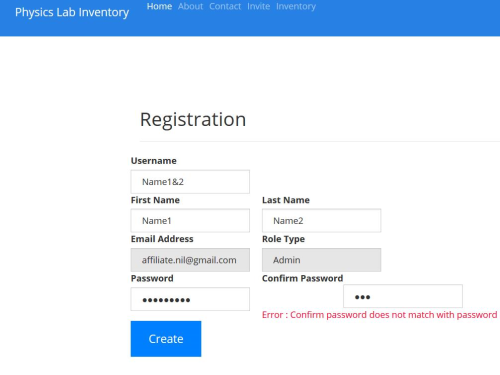 Physics Lab Inventory Home About Contact Invite Inventory
Registration
Username
Name1&2
First Name Last Name
Name1 Name2
Email Address Role Type
affiliate.nil@gmail.com Admin
Password Confirm Password
●●●●●●●●● ●●●
Error : Confirm password does not match with password
Create